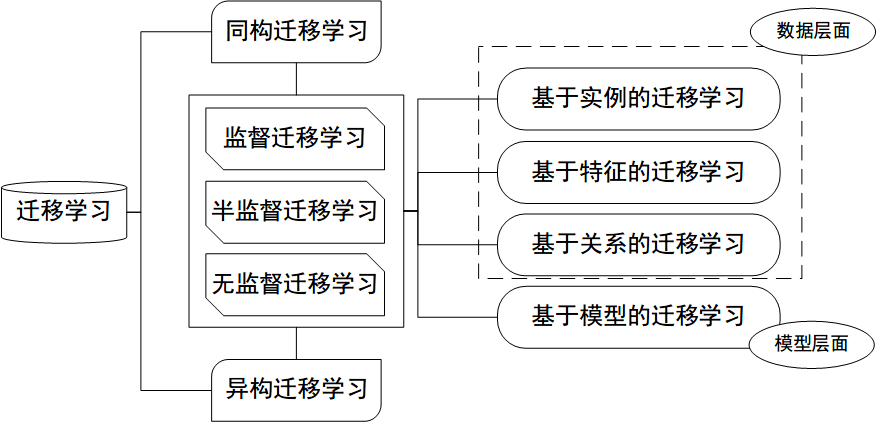 迁移学习
同构迁移学习
监督迁移学习
半监督迁移学习
无监督迁移学习
异构迁移学习
数据层面
基于实例的迁移学习
基于特征的迁移学习
基于关系的迁移学习
基于模型的迁移学习
模型层面